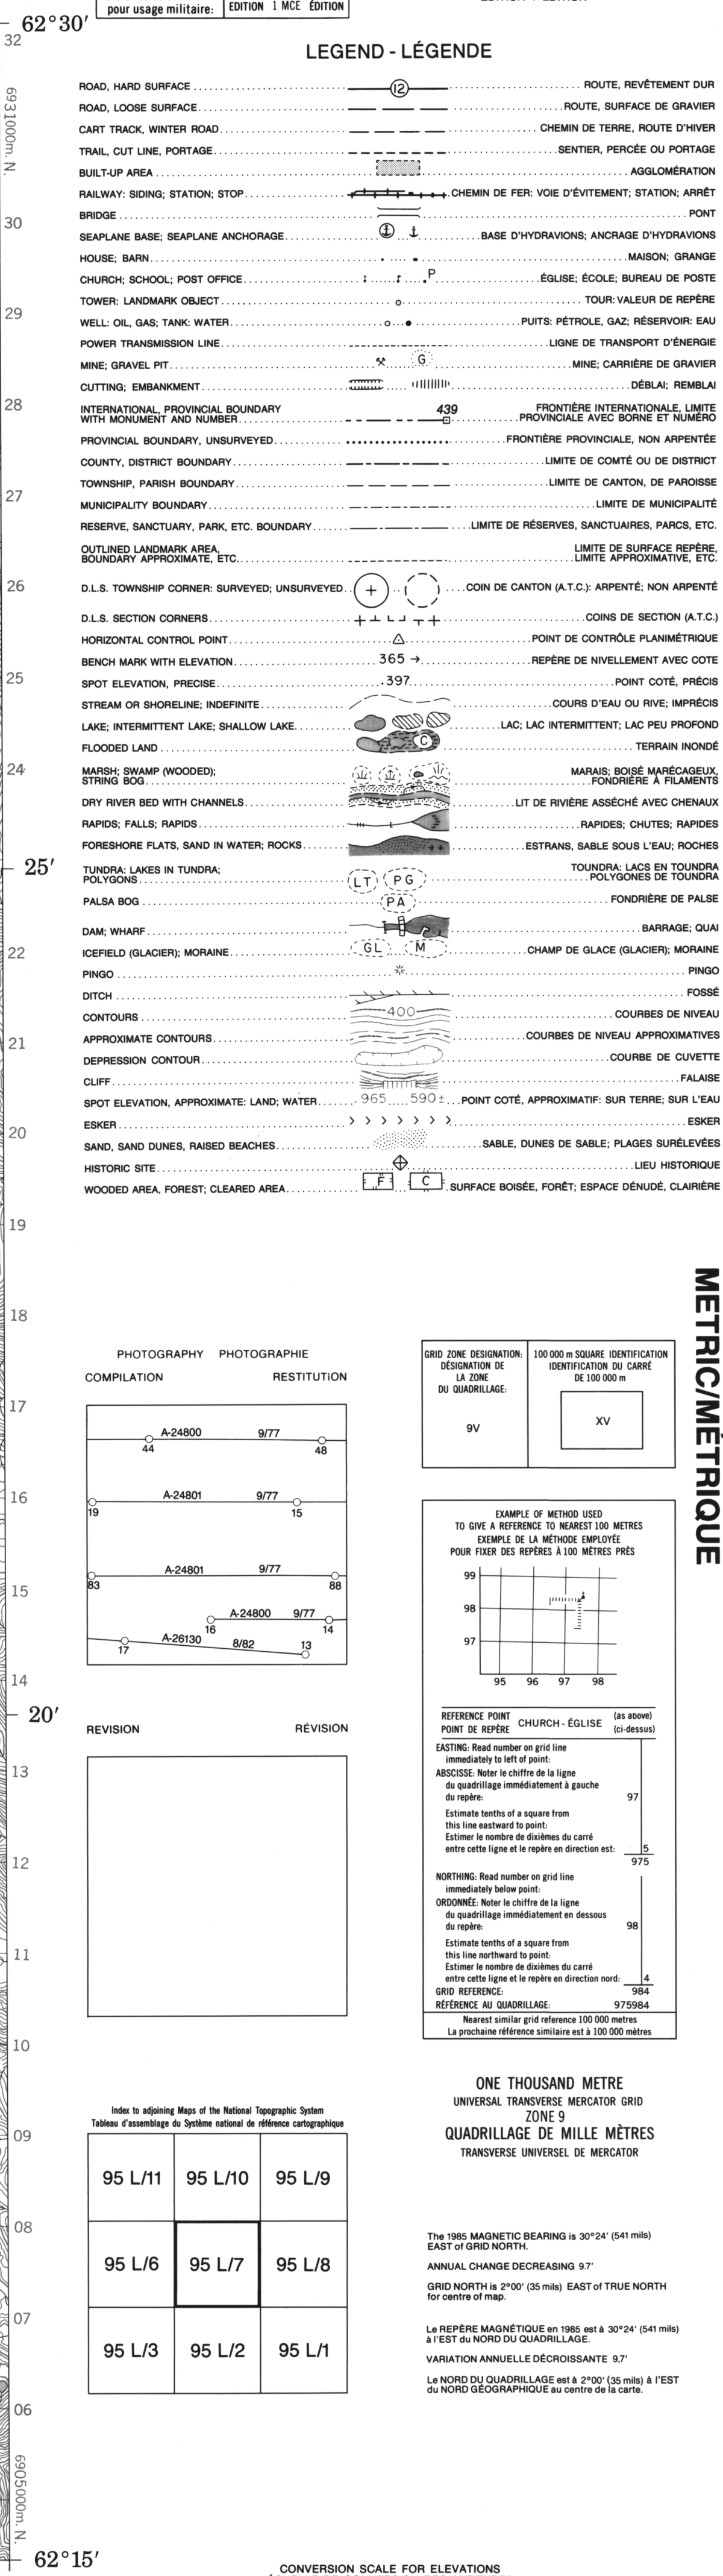 pour usage militaire: EDITION 1 MCE ÉDITION
62°30'
32
6931000m. N.
30
29
28
27
26
25
24
25'
22
21
20
19
18
17
16
15
14
20'
13
12
11
10
09
08
07
06
6905000m. N.
62°15'
LEGEND - LÉGENDE
ROAD, HARD SURFACE 12 ROUTE, REVÊTEMENT DUR
ROAD, LOOSE SURFACE ROUTE, SURFACE DE GRAVIER
CART TRACK, WINTER ROAD CHEMIN DE TERRE, ROUTE D'HIVER
TRAIL, CUT LINE, PORTAGE SENTIER, PERCÉE OU PORTAGE
BUILT-UP AREA AGGLOMÉRATION
RAILWAY: SIDING; STATION; STOP CHEMIN DE FER: VOIE D'ÉVITEMENT; STATION; ARRÊT
BRIDGE PONT
SEAPLANE BASE; SEAPLANE ANCHORAGE BASE D'HYDRAVIONS; ANCRAGE D'HYDRAVIONS
HOUSE; BARN MAISON; GRANGE
CHURCH; SCHOOL; POST OFFICE P ÉGLISE; ÉCOLE; BUREAU DE POSTE
TOWER: LANDMARK OBJECT TOUR: VALEUR DE REPÈRE
WELL: OIL, GAS; TANK: WATER PUITS: PÉTROLE, GAZ; RÉSERVOIR: EAU
POWER TRANSMISSION LINE LIGNE DE TRANSPORT D'ÉNERGIE
MINE; GRAVEL PIT G MINE; CARRIÈRE DE GRAVIER
CUTTING; EMBANKMENT DÉBLAI; REMBLAI
INTERNATIONAL, PROVINCIAL BOUNDARY 439 FRONTIÈRE INTERNATIONALE, LIMITE
WITH MONUMENT AND NUMBER PROVINCIALE AVEC BORNE ET NUMÉRO
PROVINCIAL BOUNDARY, UNSURVEYED FRONTIÈRE PROVINCIALE, NON ARPENTÉE
COUNTY, DISTRICT BOUNDARY LIMITE DE COMTÉ OU DE DISTRICT
TOWNSHIP, PARISH BOUNDARY LIMITE DE CANTON, DE PAROISSE
MUNICIPALITY BOUNDARY LIMITE DE MUNICIPALITÉ
RESERVE, SANCTUARY, PARK, ETC. BOUNDARY LIMITE DE RÉSERVES, SANCTUAIRES, PARCS, ETC.
OUTLINED LANDMARK AREA, LIMITE DE SURFACE REPÈRE,
BOUNDARY APPROXIMATE, ETC. LIMITE APPROXIMATIVE, ETC.
D.L.S. TOWNSHIP CORNER: SURVEYED; UNSURVEYED COIN DE CANTON (A.T.C.): ARPENTÉ; NON ARPENTÉ
D.L.S. SECTION CORNERS COINS DE SECTION (A.T.C.)
HORIZONTAL CONTROL POINT POINT DE CONTRÔLE PLANIMÉTRIQUE
BENCH MARK WITH ELEVATION 365 → REPÈRE DE NIVELLEMENT AVEC COTE
SPOT ELEVATION, PRECISE .397 POINT COTÉ, PRÉCIS
STREAM OR SHORELINE; INDEFINITE COURS D'EAU OU RIVE; IMPRÉCIS
LAKE; INTERMITTENT LAKE; SHALLOW LAKE LAC; LAC INTERMITTENT; LAC PEU PROFOND
FLOODED LAND C TERRAIN INONDÉ
MARSH; SWAMP (WOODED); MARAIS; BOISÉ MARÉCAGEUX,
STRING BOG FONDRIÈRE À FILAMENTS
DRY RIVER BED WITH CHANNELS LIT DE RIVIÈRE ASSÉCHÉ AVEC CHENAUX
RAPIDS; FALLS; RAPIDS RAPIDES; CHUTES; RAPIDES
FORESHORE FLATS, SAND IN WATER; ROCKS ESTRANS, SABLE SOUS L'EAU; ROCHES
TUNDRA: LAKES IN TUNDRA; TOUNDRA: LACS EN TOUNDRA
POLYGONS LT PG POLYGONES DE TOUNDRA
PALSA BOG PA FONDRIÈRE DE PALSE
DAM; WHARF BARRAGE; QUAI
ICEFIELD (GLACIER); MORAINE GL M CHAMP DE GLACE (GLACIER); MORAINE
PINGO PINGO
DITCH FOSSÉ
CONTOURS 400 COURBES DE NIVEAU
APPROXIMATE CONTOURS COURBES DE NIVEAU APPROXIMATIVES
DEPRESSION CONTOUR COURBE DE CUVETTE
CLIFF FALAISE
SPOT ELEVATION, APPROXIMATE: LAND; WATER .965 590± POINT COTÉ, APPROXIMATIF: SUR TERRE; SUR L'EAU
ESKER > > > > > > > ESKER
SAND, SAND DUNES, RAISED BEACHES SABLE, DUNES DE SABLE; PLAGES SURÉLEVÉES
HISTORIC SITE LIEU HISTORIQUE
WOODED AREA, FOREST; CLEARED AREA F C SURFACE BOISÉE, FORÊT; ESPACE DÉNUDÉ, CLAIRIÈRE
METRIC/MÉTRIQUE
PHOTOGRAPHY PHOTOGRAPHIE
COMPILATION RESTITUTION
A-24800 9/77
44 48
A-24801 9/77
19 15
A-24801 9/77
83 88
A-24800 9/77
16 14
A-26130 8/82 13
17
REVISION RÉVISION
GRID ZONE DESIGNATION:
DÉSIGNATION DE
LA ZONE
DU QUADRILLAGE:
9V
100 000 m SQUARE IDENTIFICATION
IDENTIFICATION DU CARRÉ
DE 100 000 m
XV
EXAMPLE OF METHOD USED
TO GIVE A REFERENCE TO NEAREST 100 METRES
EXEMPLE DE LA MÉTHODE EMPLOYÉE
POUR FIXER DES REPÈRES À 100 MÈTRES PRÈS
99
98
97
95 96 97 98
REFERENCE POINT CHURCH - ÉGLISE (as above)
POINT DE REPÈRE (ci-dessus)
EASTING: Read number on grid line
immediately to left of point:
ABSCISSE: Noter le chiffre de la ligne
du quadrillage immédiatement à gauche
du repère: 97
Estimate tenths of a square from
this line eastward to point:
Estimer le nombre de dixièmes du carré
entre cette ligne et le repère en direction est: 5
975
NORTHING: Read number on grid line
immediately below point:
ORDONNÉE: Noter le chiffre de la ligne
du quadrillage immédiatement en dessous
du repère: 98
Estimate tenths of a square from
this line northward to point:
Estimer le nombre de dixièmes du carré
entre cette ligne et le repère en direction nord: 4
GRID REFERENCE: 984
RÉFÉRENCE AU QUADRILLAGE: 975984
Nearest similar grid reference 100 000 metres
La prochaine référence similaire est à 100 000 mètres
Index to adjoining Maps of the National Topographic System
Tableau d'assemblage du Système national de référence cartographique
95 L/11 95 L/10 95 L/9
95 L/6 95 L/7 95 L/8
95 L/3 95 L/2 95 L/1
ONE THOUSAND METRE
UNIVERSAL TRANSVERSE MERCATOR GRID
ZONE 9
QUADRILLAGE DE MILLE MÈTRES
TRANSVERSE UNIVERSEL DE MERCATOR
The 1985 MAGNETIC BEARING is 30°24' (541 mils)
EAST of GRID NORTH.
ANNUAL CHANGE DECREASING 9.7'
GRID NORTH is 2°00' (35 mils) EAST of TRUE NORTH
for centre of map.
Le REPÈRE MAGNÉTIQUE en 1985 est à 30°24' (541 mils)
à l'EST du NORD DU QUADRILLAGE.
VARIATION ANNUELLE DÉCROISSANTE 9,7'
Le NORD DU QUADRILLAGE est à 2°00' (35 mils) à l'EST
du NORD GÉOGRAPHIQUE au centre de la carte.
CONVERSION SCALE FOR ELEVATIONS